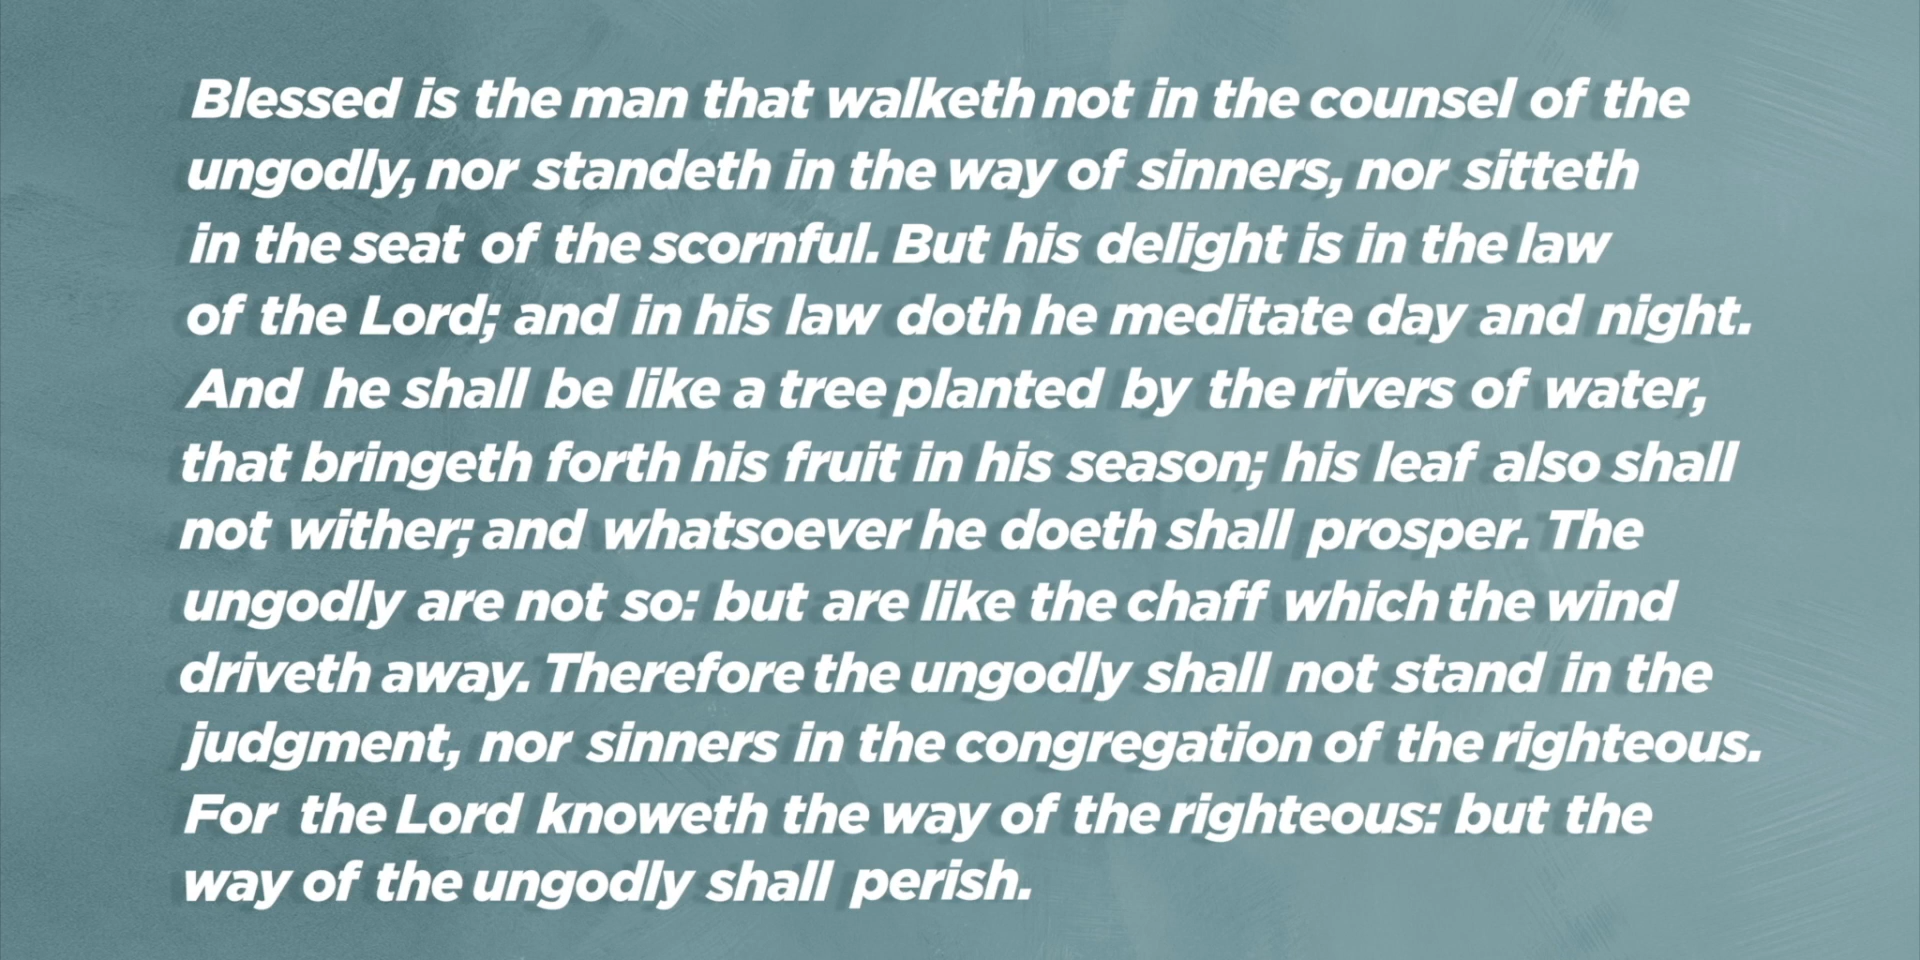 Blessed is the man that walketh not in the counsel of the
ungodly, nor standeth in the way of sinners, nor sitteth
in the seat of the scornful. But his delight is in the law
of the Lord; and in his law doth he meditate day and night.
And he shall be like a tree planted by the rivers of water,
that bringeth forth his fruit in his season; his leaf also shall
not wither; and whatsoever he doeth shall prosper. The
ungodly are not so: but are like the chaff which the wind
driveth away. Therefore the ungodly shall not stand in the
judgment, nor sinners in the congregation of the righteous.
For the Lord knoweth the way of the righteous: but the
way of the ungodly shall perish.